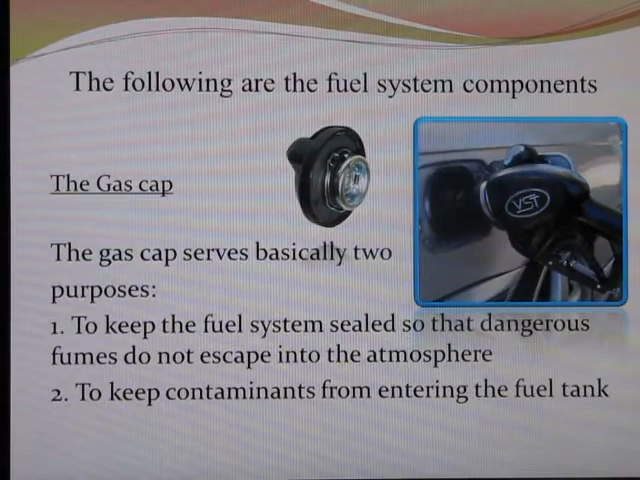 The following are the fuel system components
The Gas cap
VST
The gas cap serves basically two
purposes:
1. To keep the fuel system sealed so that dangerous
fumes do not escape into the atmosphere
2. To keep contaminants from entering the fuel tank